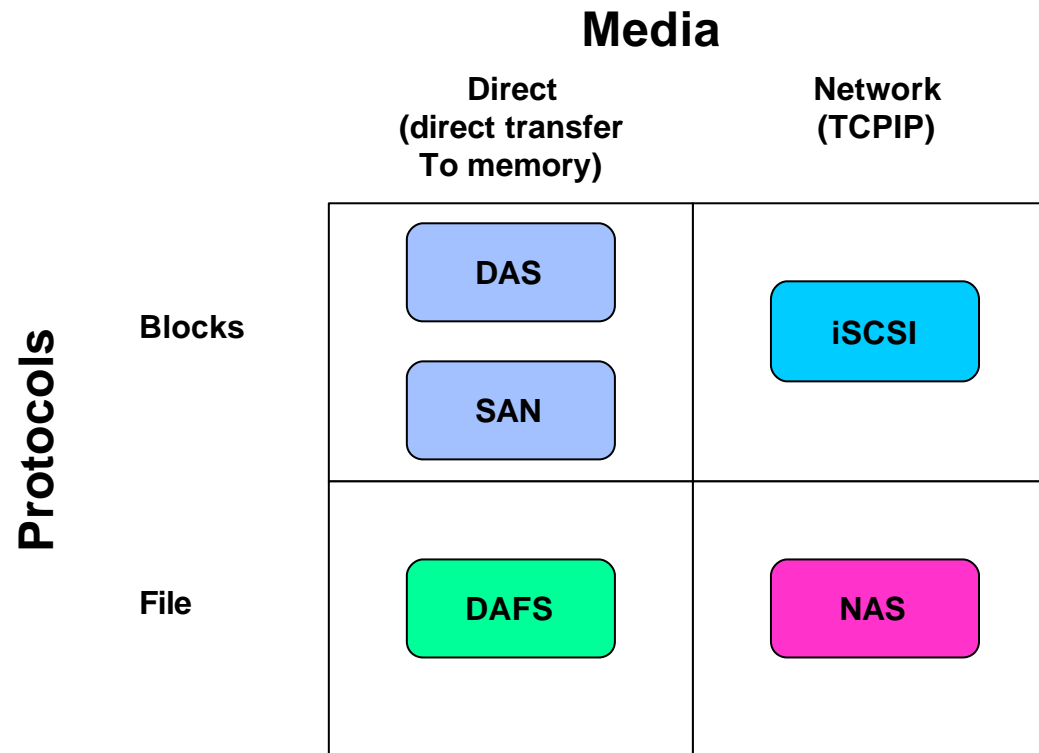 Media
Direct
(direct transfer
To memory)
Network
(TCPIP)
Protocols
Blocks
DAS
SAN
iSCSI
File
DAFS
NAS